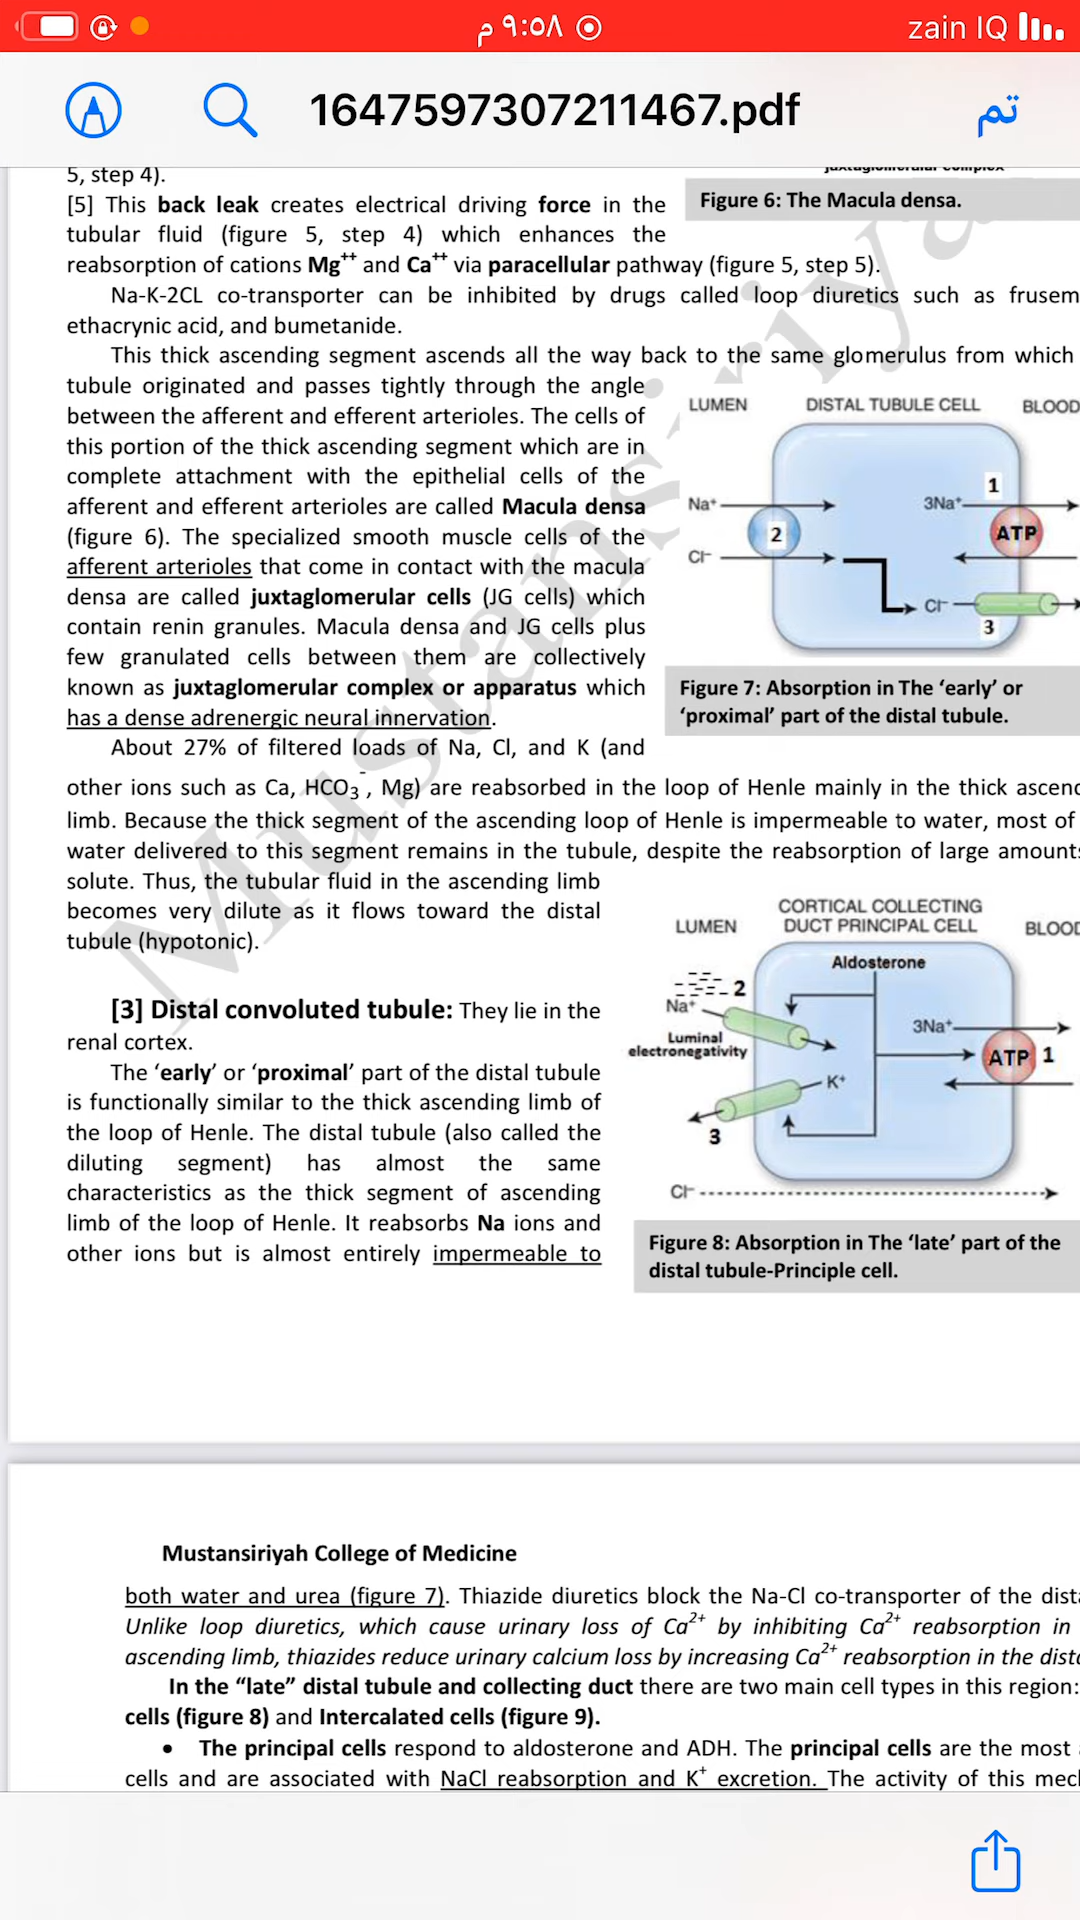 ٩:٥٨ م
zain IQ
1647597307211467.pdf
تم
5, step 4).
[5] This back leak creates electrical driving force in the
tubular fluid (figure 5, step 4) which enhances the
reabsorption of cations Mg++ and Ca++ via paracellular pathway (figure 5, step 5).
Figure 6: The Macula densa.
Na-K-2CL co-transporter can be inhibited by drugs called loop diuretics such as frusem
ethacrynic acid, and bumetanide.
This thick ascending segment ascends all the way back to the same glomerulus from which
tubule originated and passes tightly through the angle
between the afferent and efferent arterioles. The cells of
this portion of the thick ascending segment which are in
complete attachment with the epithelial cells of the
afferent and efferent arterioles are called Macula densa
(figure 6). The specialized smooth muscle cells of the
afferent arterioles that come in contact with the macula
densa are called juxtaglomerular cells (JG cells) which
contain renin granules. Macula densa and JG cells plus
few granulated cells between them are collectively
known as juxtaglomerular complex or apparatus which
has a dense adrenergic neural innervation.
LUMEN DISTAL TUBULE CELL BLOOD
1
Na+ 3Na+
2 ATP
Cl-
Cl-
3
Figure 7: Absorption in The ‘early’ or
‘proximal’ part of the distal tubule.
About 27% of filtered loads of Na, Cl, and K (and
other ions such as Ca, HCO3-, Mg) are reabsorbed in the loop of Henle mainly in the thick ascend
limb. Because the thick segment of the ascending loop of Henle is impermeable to water, most of
water delivered to this segment remains in the tubule, despite the reabsorption of large amounts
solute. Thus, the tubular fluid in the ascending limb
becomes very dilute as it flows toward the distal
tubule (hypotonic).
[3] Distal convoluted tubule: They lie in the
renal cortex.
The ‘early’ or ‘proximal’ part of the distal tubule
is functionally similar to the thick ascending limb of
the loop of Henle. The distal tubule (also called the
diluting segment) has almost the same
characteristics as the thick segment of ascending
limb of the loop of Henle. It reabsorbs Na ions and
other ions but is almost entirely impermeable to
CORTICAL COLLECTING
LUMEN DUCT PRINCIPAL CELL BLOOD
Aldosterone
2
Na+
3Na+
Luminal
electronegativity
ATP 1
K+
3
Cl-
Figure 8: Absorption in The ‘late’ part of the
distal tubule-Principle cell.
Mustansiriya
Mustansiriyah College of Medicine
both water and urea (figure 7). Thiazide diuretics block the Na-Cl co-transporter of the dista
Unlike loop diuretics, which cause urinary loss of Ca2+ by inhibiting Ca2+ reabsorption in
ascending limb, thiazides reduce urinary calcium loss by increasing Ca2+ reabsorption in the dista
In the “late” distal tubule and collecting duct there are two main cell types in this region:
cells (figure 8) and Intercalated cells (figure 9).
• The principal cells respond to aldosterone and ADH. The principal cells are the most
cells and are associated with NaCl reabsorption and K+ excretion. The activity of this mech